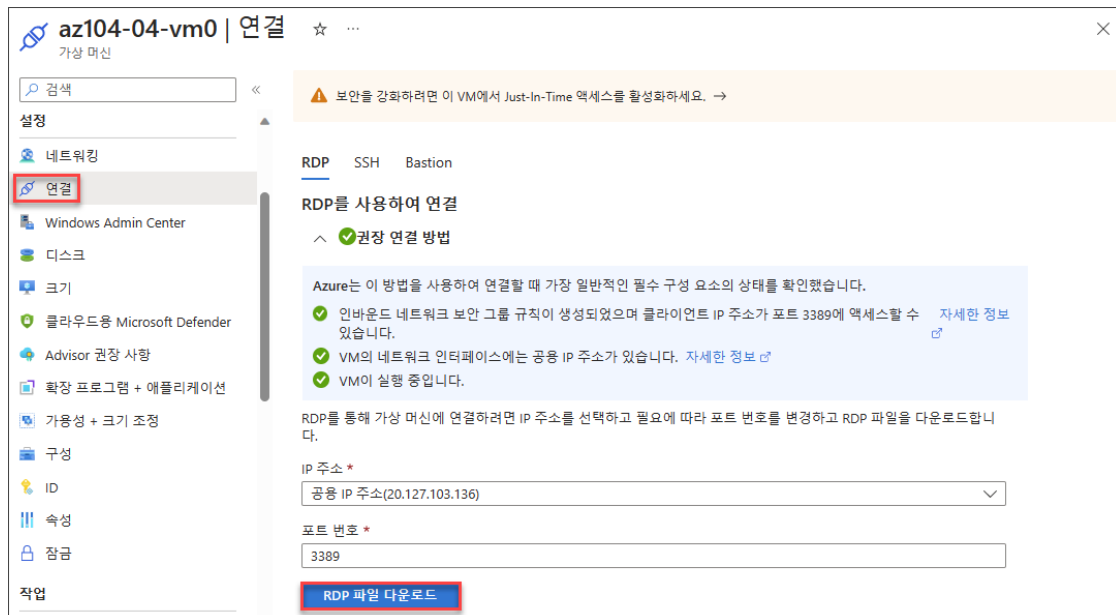 az104-04-vm0 | 연결
가상 머신
검색
설정
네트워킹
연결
Windows Admin Center
디스크
크기
클라우드용 Microsoft Defender
Advisor 권장 사항
확장 프로그램 + 애플리케이션
가용성 + 크기 조정
구성
ID
속성
잠금
작업
보안을 강화하려면 이 VM에서 Just-In-Time 액세스를 활성화하세요. →
RDP SSH Bastion
RDP를 사용하여 연결
권장 연결 방법
Azure는 이 방법을 사용하여 연결할 때 가장 일반적인 필수 구성 요소의 상태를 확인했습니다.
인바운드 네트워크 보안 그룹 규칙이 생성되었으며 클라이언트 IP 주소가 포트 3389에 액세스할 수 자세한 정보
있습니다.
VM의 네트워크 인터페이스에는 공용 IP 주소가 있습니다. 자세한 정보
VM이 실행 중입니다.
RDP를 통해 가상 머신에 연결하려면 IP 주소를 선택하고 필요에 따라 포트 번호를 변경하고 RDP 파일을 다운로드합니
다.
IP 주소 *
공용 IP 주소(20.127.103.136)
포트 번호 *
3389
RDP 파일 다운로드